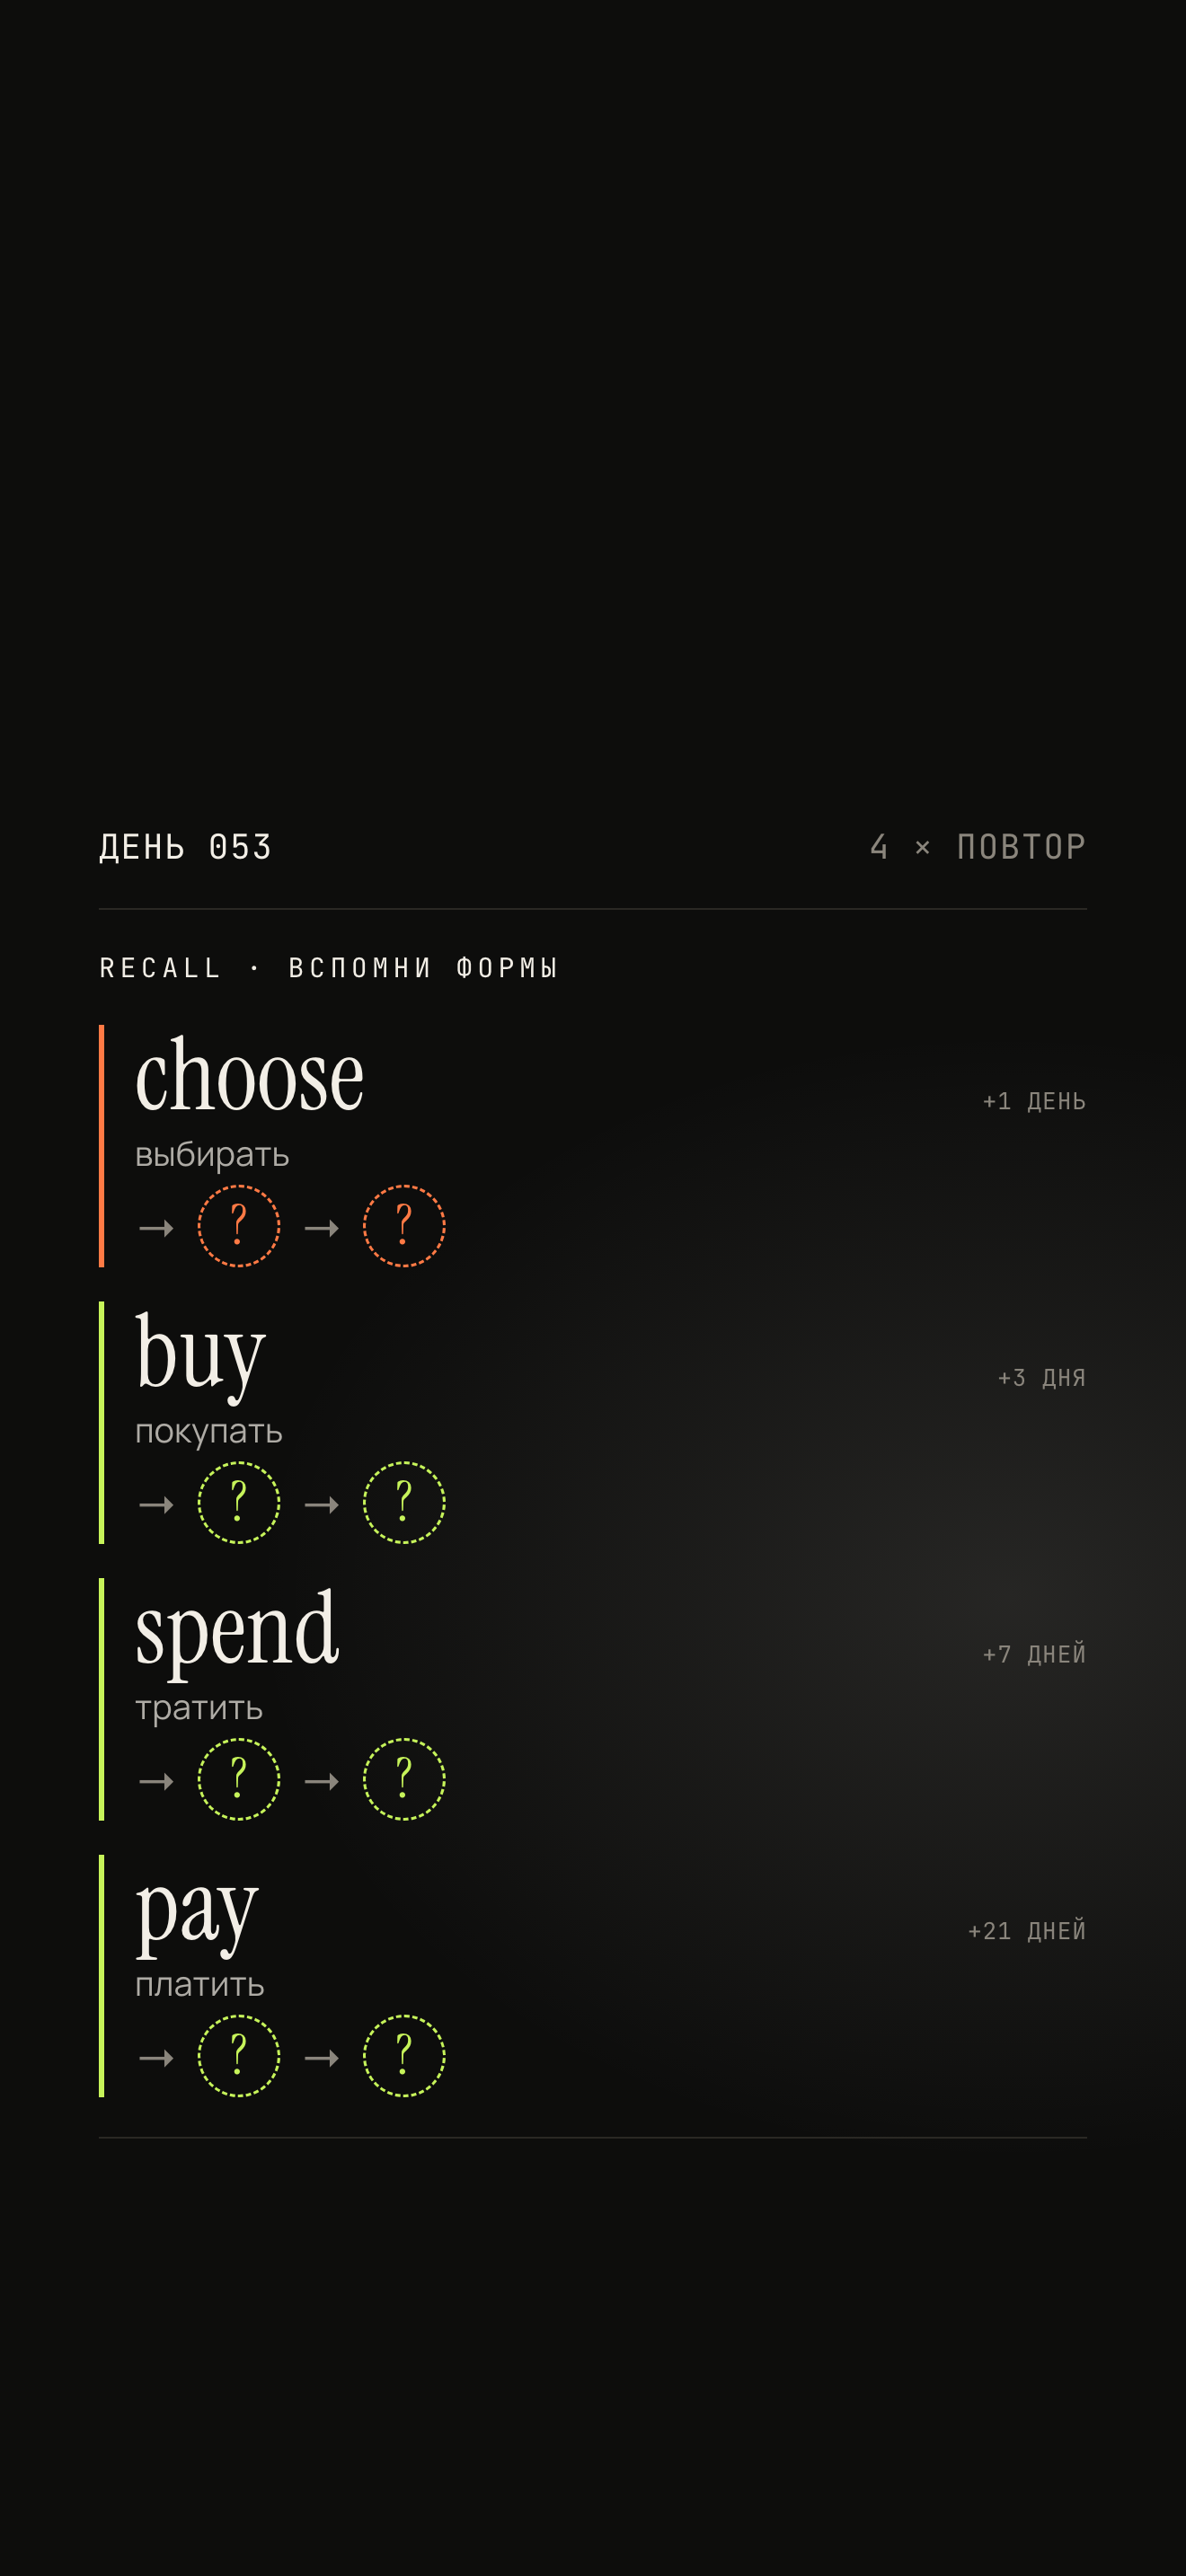 ДЕНЬ 053
4 × ПОВТОР
RECALL · ВСПОМНИ ФОРМЫ
choose
+1 ДЕНЬ
выбирать
→ ? → ?
buy
+3 ДНЯ
покупать
→ ? → ?
spend
+7 ДНЕЙ
тратить
→ ? → ?
pay
+21 ДНЕЙ
платить
→ ? → ?